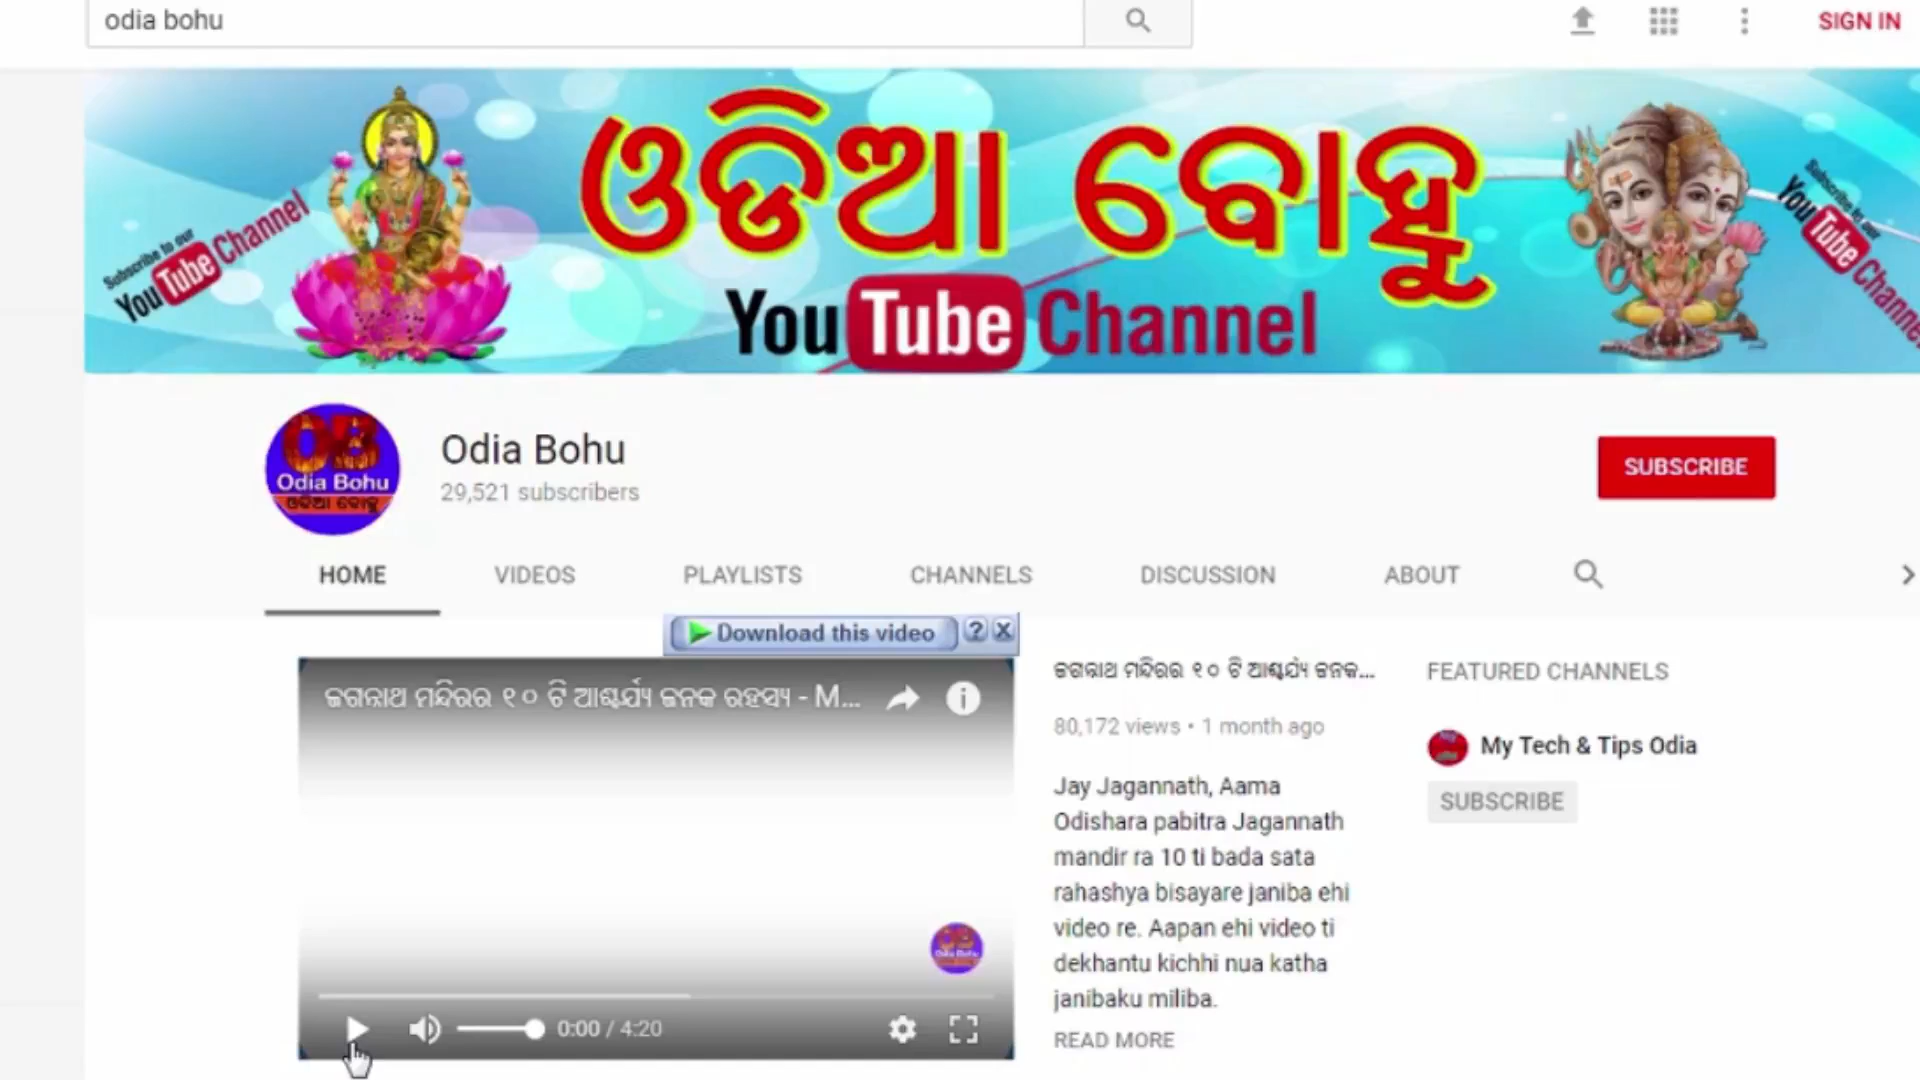 odia bohu
SIGN IN
Subscribe to our
YouTube Channel
ଓଡିଆ ବୋହୁ
YouTube Channel
Subscribe to our
YouTube Channel
OB
Odia Bohu
ଓଡିଆ ବୋହୁ
Odia Bohu
29,521 subscribers
SUBSCRIBE
HOME VIDEOS PLAYLISTS CHANNELS DISCUSSION ABOUT
Download this video ? X
ଜଗନ୍ନାଥ ମନ୍ଦିରର ୧୦ ଟି ଆଶ୍ଚର୍ଯ୍ୟ ଜନକ ରହସ୍ୟ - M...
0:00 / 4:20
ଜଗନ୍ନାଥ ମନ୍ଦିରର ୧୦ ଟି ଆଶ୍ଚର୍ଯ୍ୟ ଜନକ...
80,172 views • 1 month ago
Jay Jagannath, Aama
Odishara pabitra Jagannath
mandir ra 10 ti bada sata
rahashya bisayare janiba ehi
video re. Aapan ehi video ti
dekhantu kichhi nua katha
janibaku miliba.
READ MORE
FEATURED CHANNELS
My Tech & Tips Odia
SUBSCRIBE